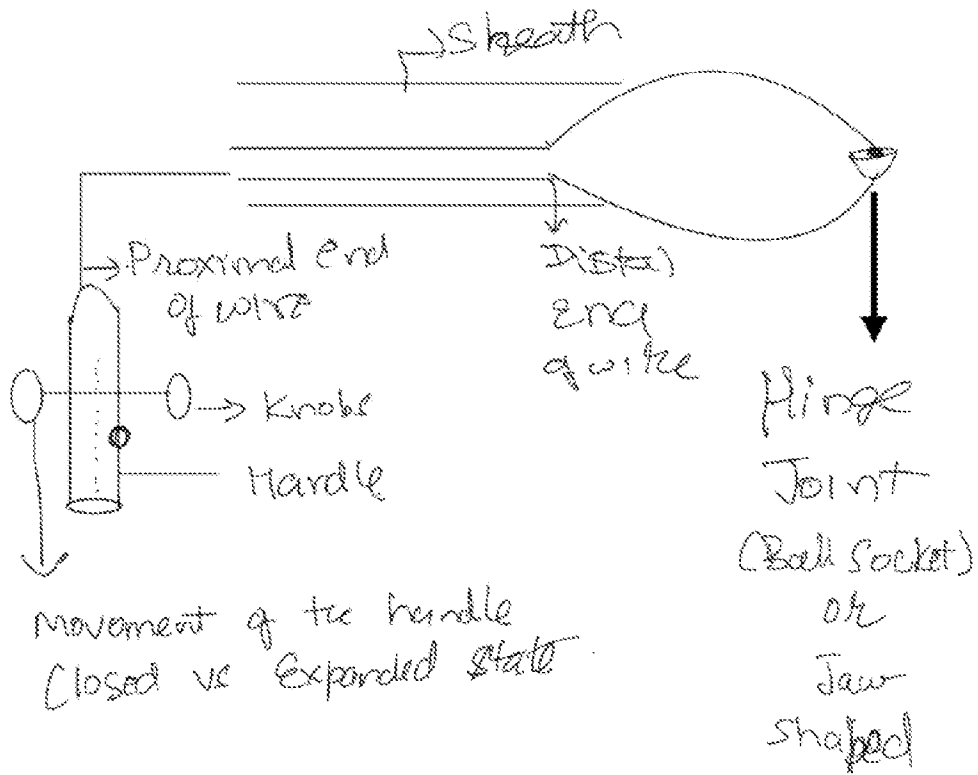 Sheath
Proximal end
of wire
Distal
End
of wire
Knobs
Handle
Movement of the handle
Closed vs Expanded State
Hinge
Joint
(Ball Socket)
or
Jaw
Shaped